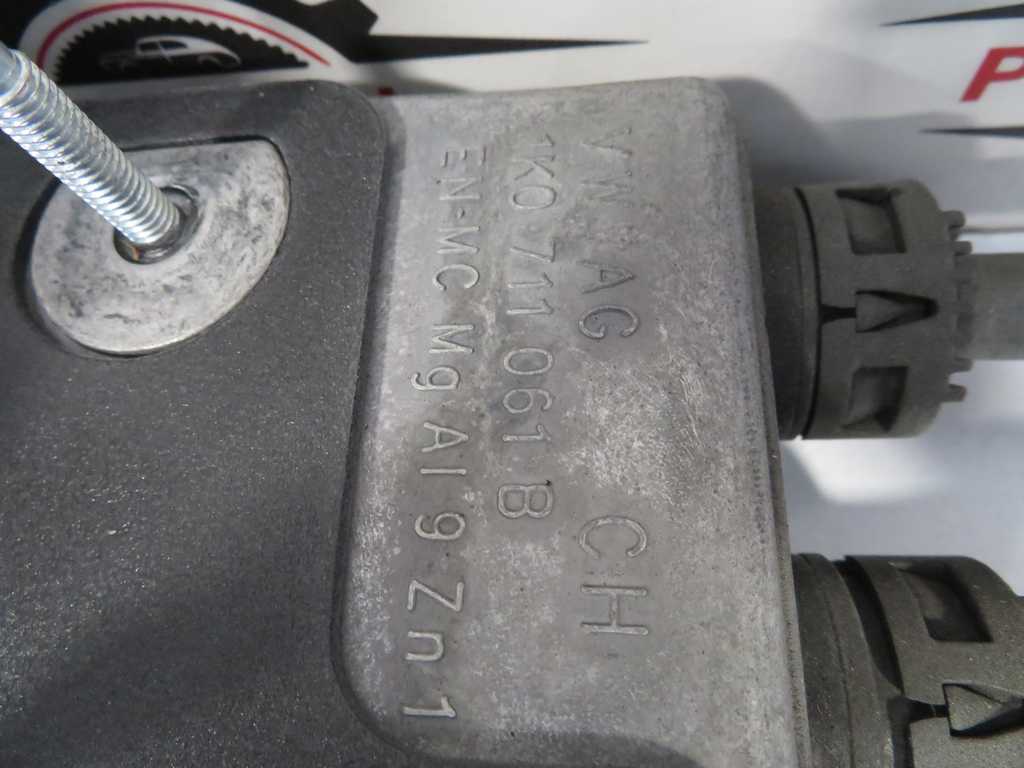 VW AG CH
1K0 711 061 B
EN-MC Mg Al 9 Zn 1
P